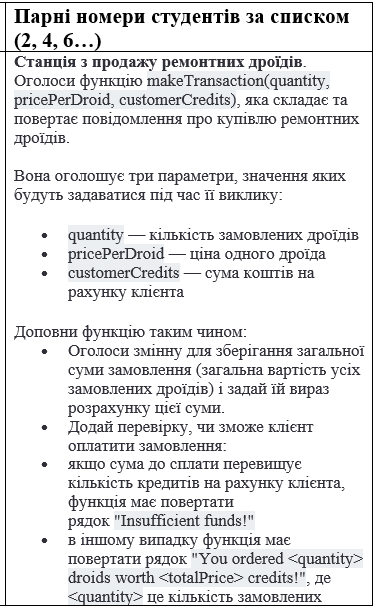 Парні номери студентів за списком
(2, 4, 6…)
Станція з продажу ремонтних дроїдів.
Оголоси функцію makeTransaction(quantity,
pricePerDroid, customerCredits), яка складає та
повертає повідомлення про купівлю ремонтних
дроїдів.
Вона оголошує три параметри, значення яких
будуть задаватися під час її виклику:
• quantity — кількість замовлених дроїдів
• pricePerDroid — ціна одного дроїда
• customerCredits — сума коштів на
рахунку клієнта
Доповни функцію таким чином:
• Оголоси змінну для зберігання загальної
суми замовлення (загальна вартість усіх
замовлених дроїдів) і задай їй вираз
розрахунку цієї суми.
• Додай перевірку, чи зможе клієнт
оплатити замовлення:
• якщо сума до сплати перевищує
кількість кредитів на рахунку клієнта,
функція має повертати
рядок "Insufficient funds!"
• в іншому випадку функція має
повертати рядок "You ordered <quantity>
droids worth <totalPrice> credits!", де
<quantity> це кількість замовлених